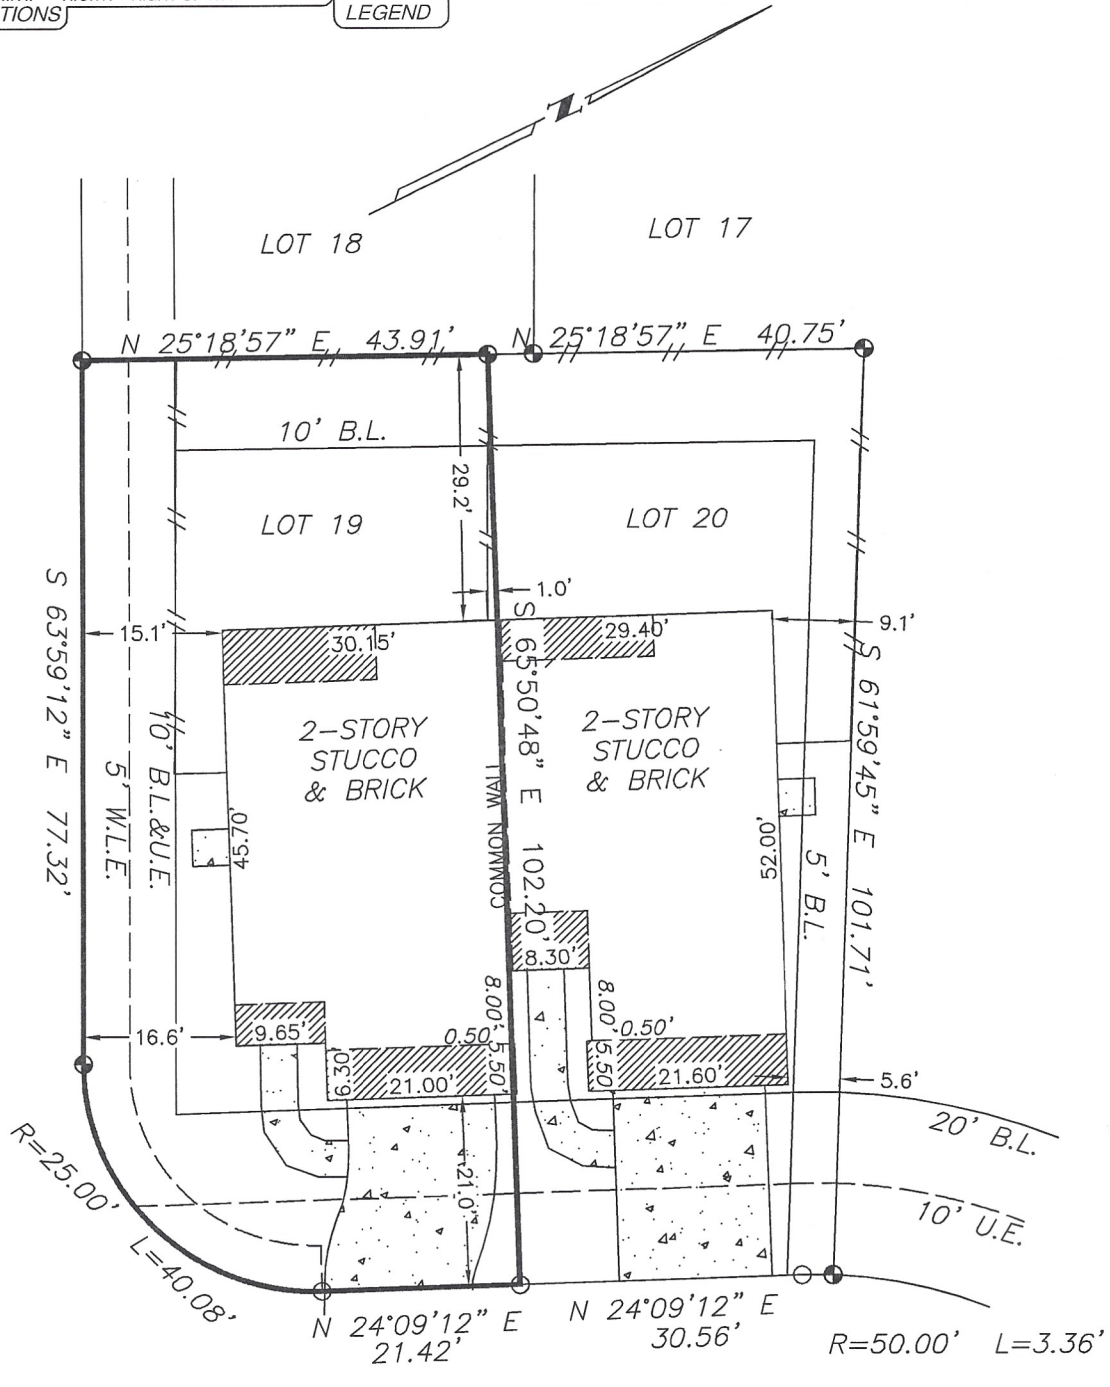 TIONS
LEGEND
N
LOT 18
LOT 17
N 25°18'57" E 43.91'
N 25°18'57" E 40.75'
10' B.L.
29.2'
LOT 19
LOT 20
1.0'
S 63°59'12" E 77.32'
15.1'
30.15'
29.40'
9.1'
S 65°50'48" E 102.20'
S 61°59'45" E 101.71'
10' B.L.&U.E.
5' W.L.E.
2-STORY
STUCCO
& BRICK
2-STORY
STUCCO
& BRICK
COMMON WALL
45.70'
52.00'
5' B.L.
8.30'
8.00'
8.00'
16.6'
9.65'
0.50'
5.50'
0.50'
5.50'
6.30'
21.00'
21.60'
5.6'
20' B.L.
21.0'
10' U.E.
R=25.00'
L=40.08'
N 24°09'12" E
21.42'
N 24°09'12" E
30.56'
R=50.00' L=3.36'